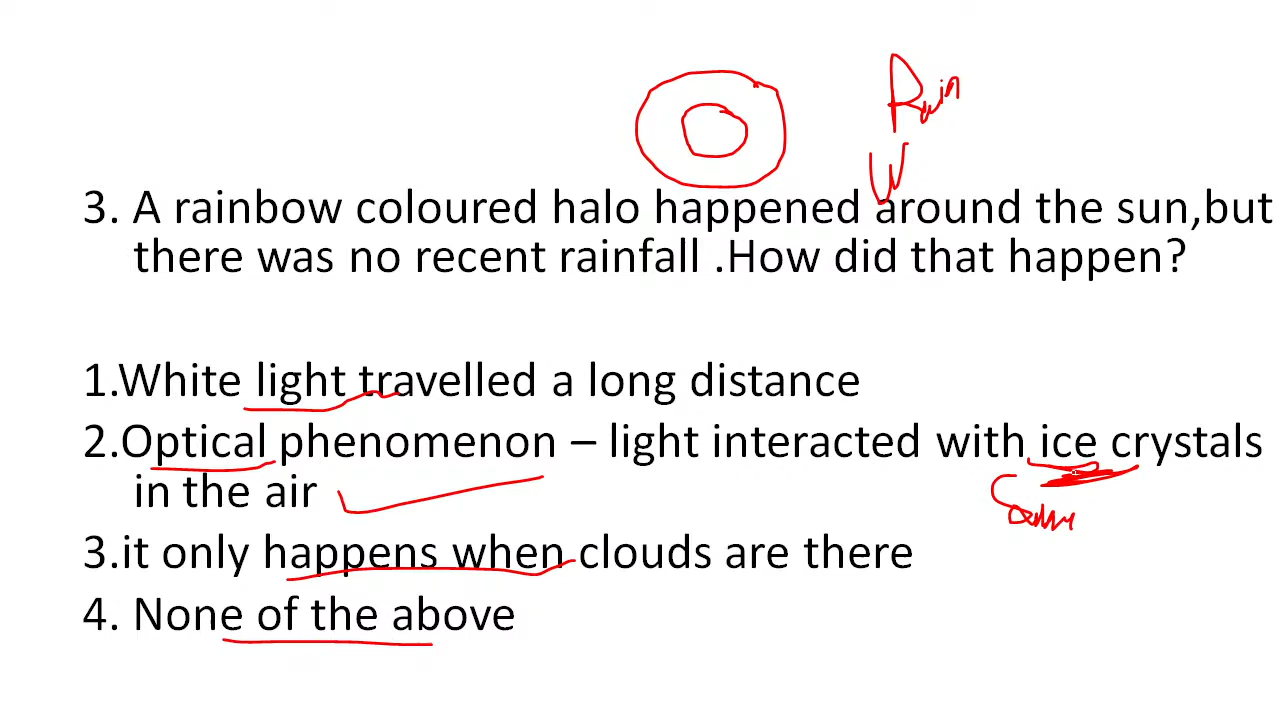 Rain
W
3. A rainbow coloured halo happened around the sun,but
there was no recent rainfall .How did that happen?
1.White light travelled a long distance
2.Optical phenomenon – light interacted with ice crystals
in the air
3.it only happens when clouds are there
4. None of the above